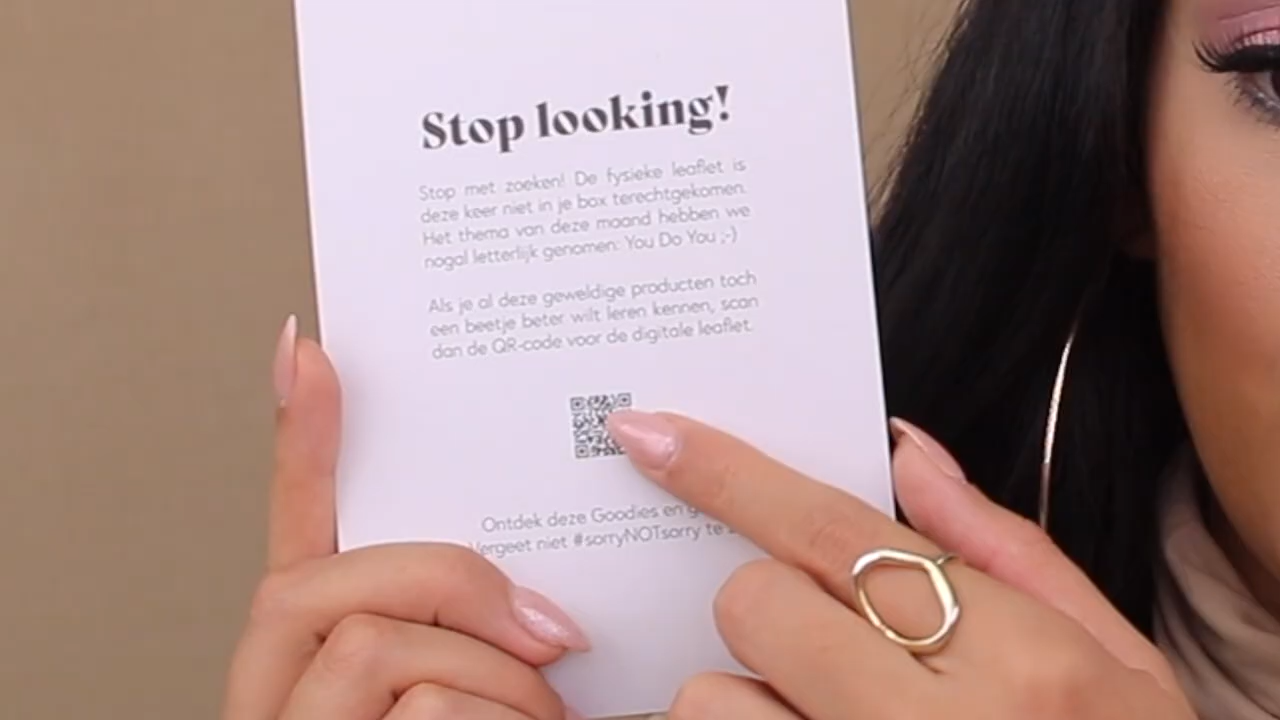 Stop looking!
Stop met zoeken! De fysieke leaflet is
deze keer niet in je box terechtgekomen.
Het thema van deze maand hebben we
nogal letterlijk genomen: You Do You ;-)
Als je al deze geweldige producten toch
een beetje beter wilt leren kennen, scan
dan de QR-code voor de digitale leaflet.
Ontdek deze Goodies en
Vergeet niet #sorryNOTsorry te